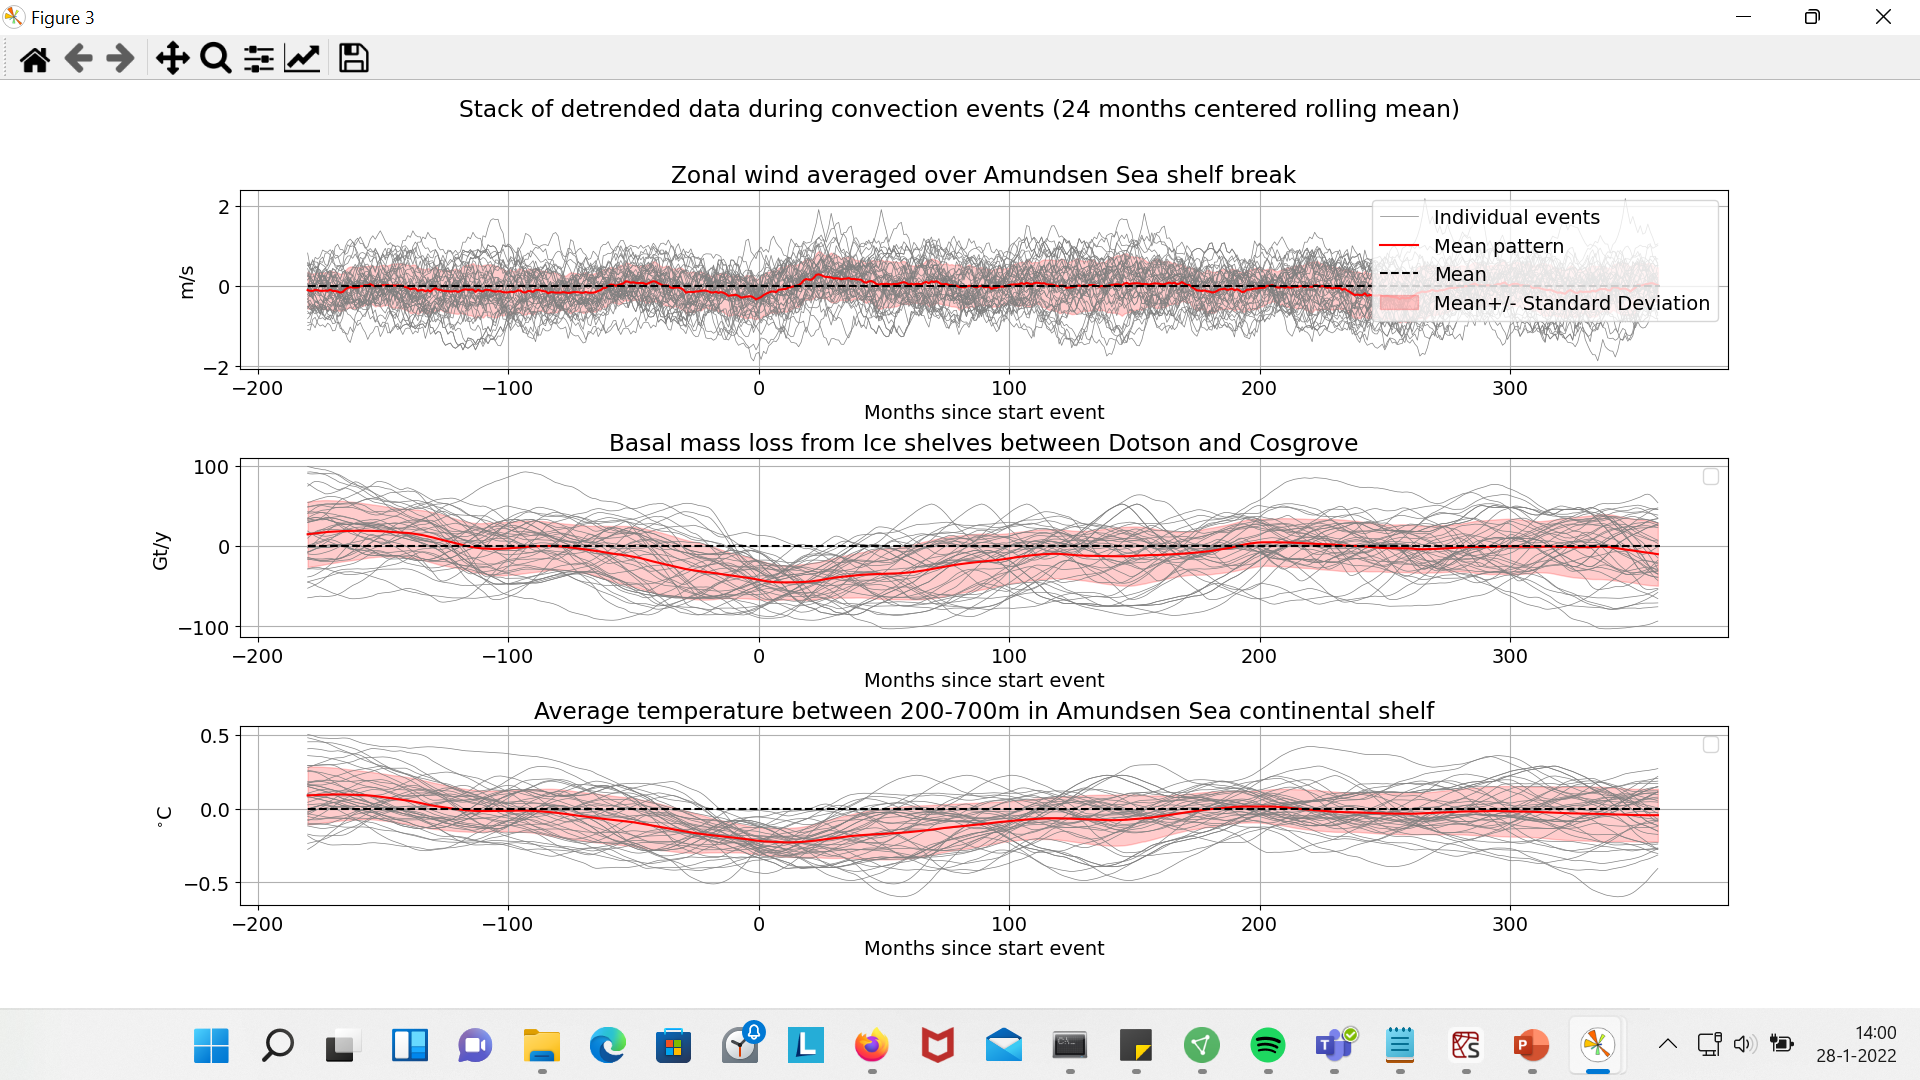 Figure 3
Stack of detrended data during convection events (24 months centered rolling mean)
Zonal wind averaged over Amundsen Sea shelf break
2
0
−2
m/s
Individual events
Mean pattern
Mean
Mean+/- Standard Deviation
−200 −100 0 100 200 300
Months since start event
Basal mass loss from Ice shelves between Dotson and Cosgrove
100
0
−100
Gt/y
−200 −100 0 100 200 300
Months since start event
Average temperature between 200-700m in Amundsen Sea continental shelf
0.5
0.0
−0.5
°C
−200 −100 0 100 200 300
Months since start event
14:00
28-1-2022